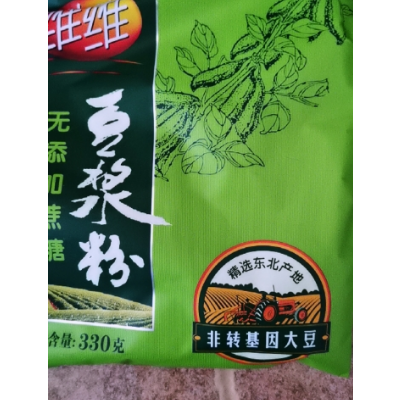 维维
豆浆粉
无添加蔗糖
精选东北产地
非转基因大豆
含量:330克